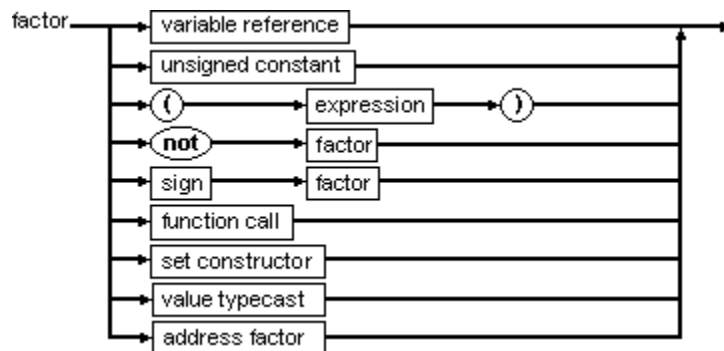 factor variable reference
unsigned constant
( expression )
not factor
sign factor
function call
set constructor
value typecast
address factor